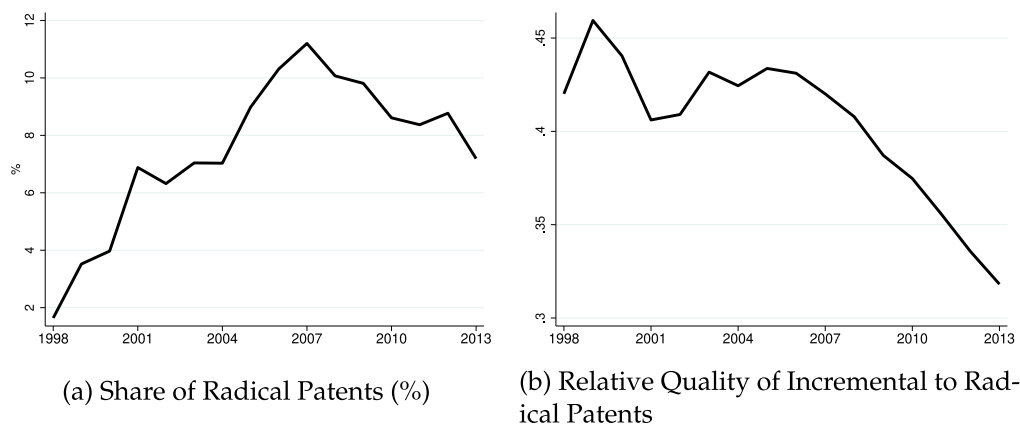 12
10
8
6
4
2
%
1998 2001 2004 2007 2010 2013
(a) Share of Radical Patents (%)
.45
.4
.35
.3
1998 2001 2004 2007 2010 2013
(b) Relative Quality of Incremental to Rad-
ical Patents